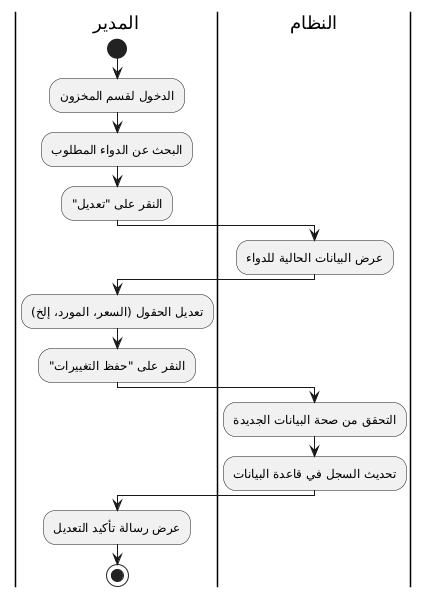 المدير
النظام
الدخول لقسم المخزون
البحث عن الدواء المطلوب
النقر على "تعديل"
عرض البيانات الحالية للدواء
تعديل الحقول (السعر، المورد، إلخ)
النقر على "حفظ التغييرات"
التحقق من صحة البيانات الجديدة
تحديث السجل في قاعدة البيانات
عرض رسالة تأكيد التعديل